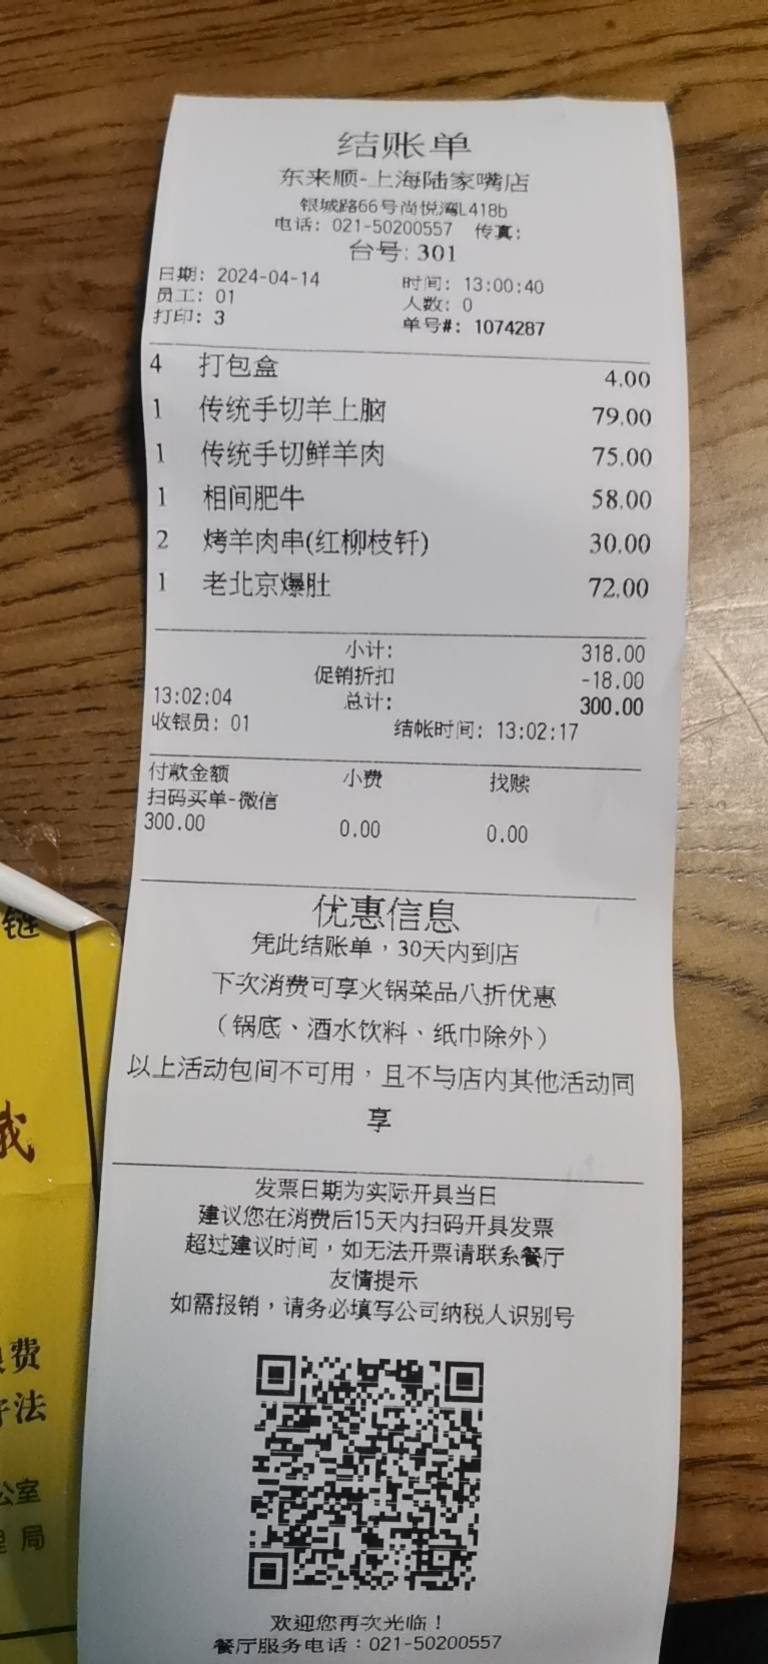 结账单
东来顺-上海陆家嘴店
银城路66号尚悦湾L418b
电话: 021-50200557 传真:
台号: 301
日期: 2024-04-14 时间: 13:00:40
员工: 01 人数: 0
打印: 3 单号#: 1074287
4 打包盒 4.00
1 传统手切羊上脑 79.00
1 传统手切鲜羊肉 75.00
1 相间肥牛 58.00
2 烤羊肉串(红柳枝钎) 30.00
1 老北京爆肚 72.00
小计: 318.00
促销折扣 -18.00
13:02:04 总计: 300.00
收银员: 01 结帐时间: 13:02:17
付款金额 小费 找赎
扫码买单-微信
300.00 0.00 0.00
优惠信息
凭此结账单，30天内到店
下次消费可享火锅菜品八折优惠
（锅底、酒水饮料、纸巾除外）
以上活动包间不可用，且不与店内其他活动同
享
发票日期为实际开具当日
建议您在消费后15天内扫码开具发票
超过建议时间，如无法开票请联系餐厅
友情提示
如需报销，请务必填写公司纳税人识别号
欢迎您再次光临！
餐厅服务电话：021-50200557
链
费
法
公室
局